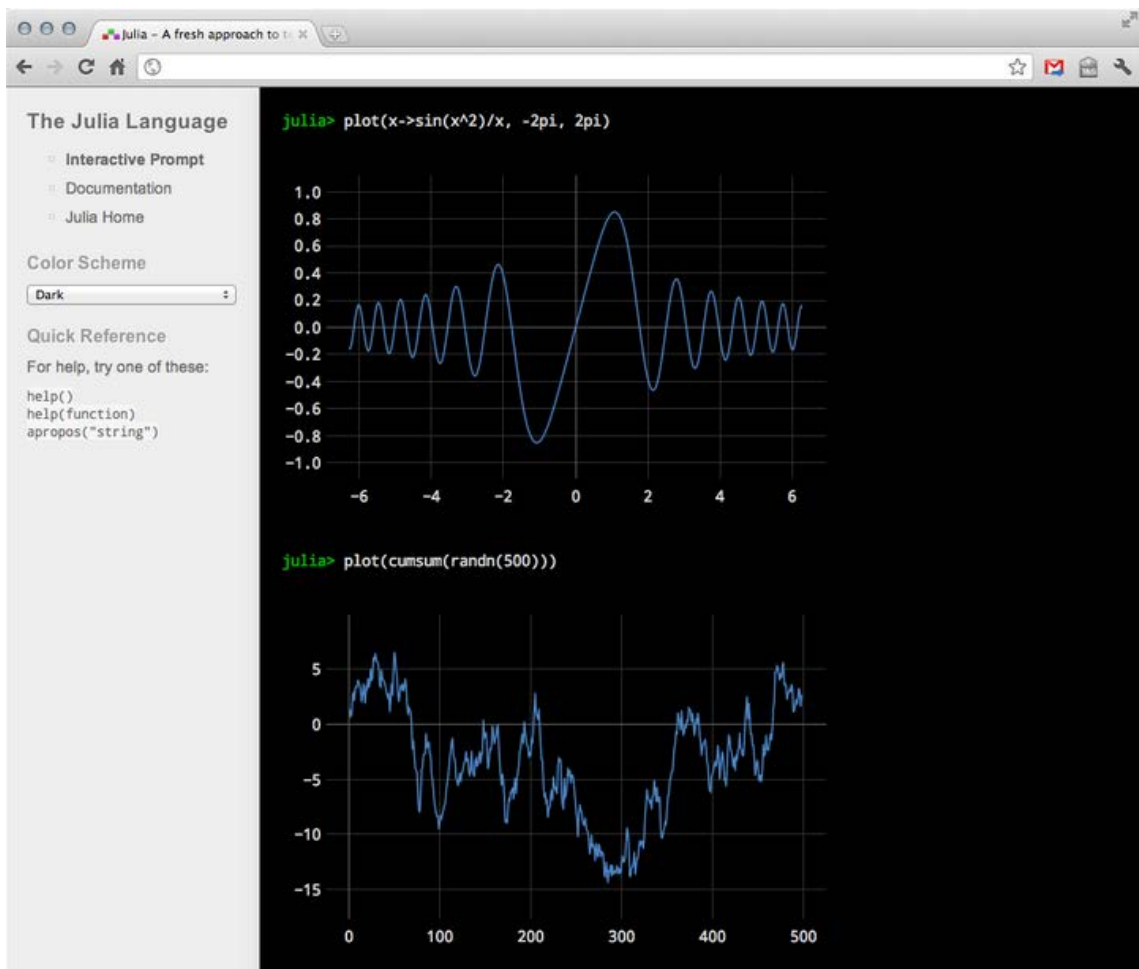 Julia - A fresh approach to t
The Julia Language
Interactive Prompt
Documentation
Julia Home
Color Scheme
Dark
Quick Reference
For help, try one of these:
help()
help(function)
apropos("string")
julia> plot(x->sin(x^2)/x, -2pi, 2pi)
1.0
0.8
0.6
0.4
0.2
0.0
-0.2
-0.4
-0.6
-0.8
-1.0
-6 -4 -2 0 2 4 6
julia> plot(cumsum(randn(500)))
5
0
-5
-10
-15
0 100 200 300 400 500